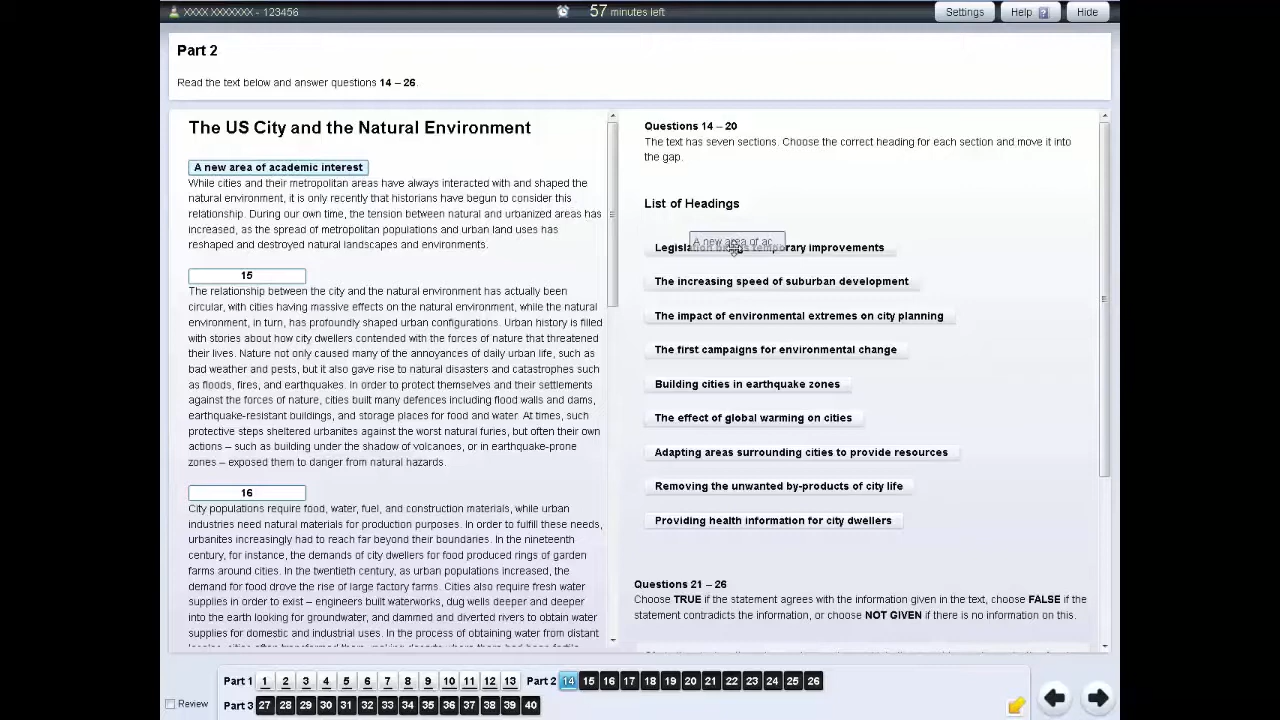 XXXX XXXXXXX - 123456
57 minutes left
Settings
Help ?
Hide
Part 2
Read the text below and answer questions 14 – 26.
The US City and the Natural Environment
A new area of academic interest
While cities and their metropolitan areas have always interacted with and shaped the
natural environment, it is only recently that historians have begun to consider this
relationship. During our own time, the tension between natural and urbanized areas has
increased, as the spread of metropolitan populations and urban land uses has
reshaped and destroyed natural landscapes and environments.
15
The relationship between the city and the natural environment has actually been
circular, with cities having massive effects on the natural environment, while the natural
environment, in turn, has profoundly shaped urban configurations. Urban history is filled
with stories about how city dwellers contended with the forces of nature that threatened
their lives. Nature not only caused many of the annoyances of daily urban life, such as
bad weather and pests, but it also gave rise to natural disasters and catastrophes such
as floods, fires, and earthquakes. In order to protect themselves and their settlements
against the forces of nature, cities built many defences including flood walls and dams,
earthquake-resistant buildings, and storage places for food and water. At times, such
protective steps sheltered urbanites against the worst natural furies, but often their own
actions – such as building under the shadow of volcanoes, or in earthquake-prone
zones – exposed them to danger from natural hazards.
16
City populations require food, water, fuel, and construction materials, while urban
industries need natural materials for production purposes. In order to fulfill these needs,
urbanites increasingly had to reach far beyond their boundaries. In the nineteenth
century, for instance, the demands of city dwellers for food produced rings of garden
farms around cities. In the twentieth century, as urban populations increased, the
demand for food drove the rise of large factory farms. Cities also require fresh water
supplies in order to exist – engineers built waterworks, dug wells deeper and deeper
into the earth looking for groundwater, and dammed and diverted rivers to obtain water
supplies for domestic and industrial uses. In the process of obtaining water from distant
Questions 14 – 20
The text has seven sections. Choose the correct heading for each section and move it into
the gap.
List of Headings
A new area of ac
Legislation brings temporary improvements
The increasing speed of suburban development
The impact of environmental extremes on city planning
The first campaigns for environmental change
Building cities in earthquake zones
The effect of global warming on cities
Adapting areas surrounding cities to provide resources
Removing the unwanted by-products of city life
Providing health information for city dwellers
Questions 21 – 26
Choose TRUE if the statement agrees with the information given in the text, choose FALSE if the
statement contradicts the information, or choose NOT GIVEN if there is no information on this.
Part 1 1 2 3 4 5 6 7 8 9 10 11 12 13 Part 2 14 15 16 17 18 19 20 21 22 23 24 25 26
Review
Part 3 27 28 29 30 31 32 33 34 35 36 37 38 39 40